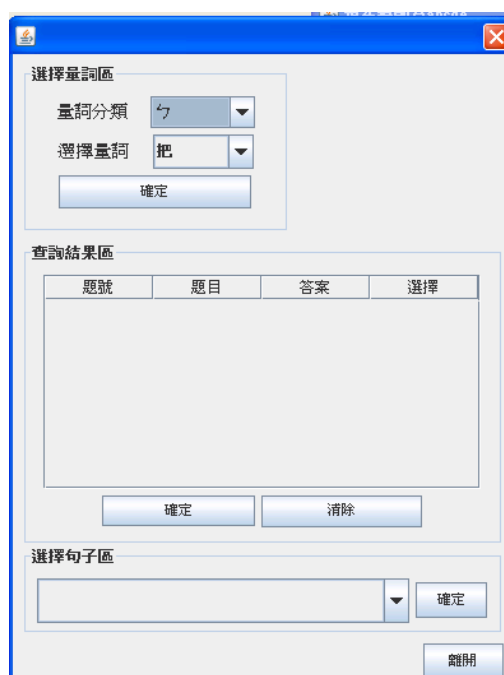 選擇量詞區
量詞分類 ㄅ
選擇量詞 把
確定
查詢結果區
題號 題目 答案 選擇
確定 清除
選擇句子區
確定
離開